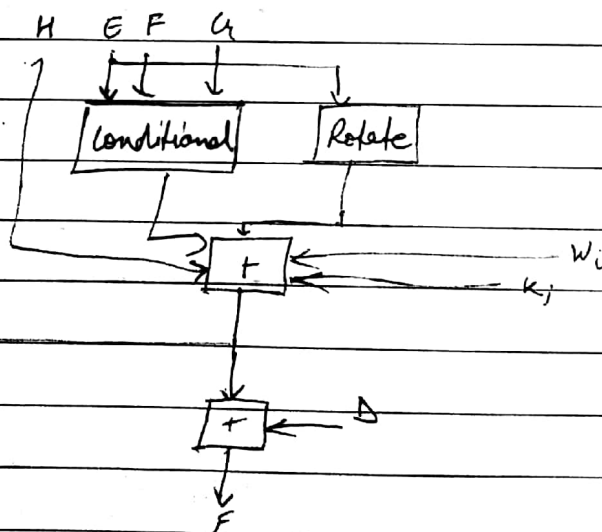 H E F G
Conditional Rotate
+ Wi
Kj
+ D
F